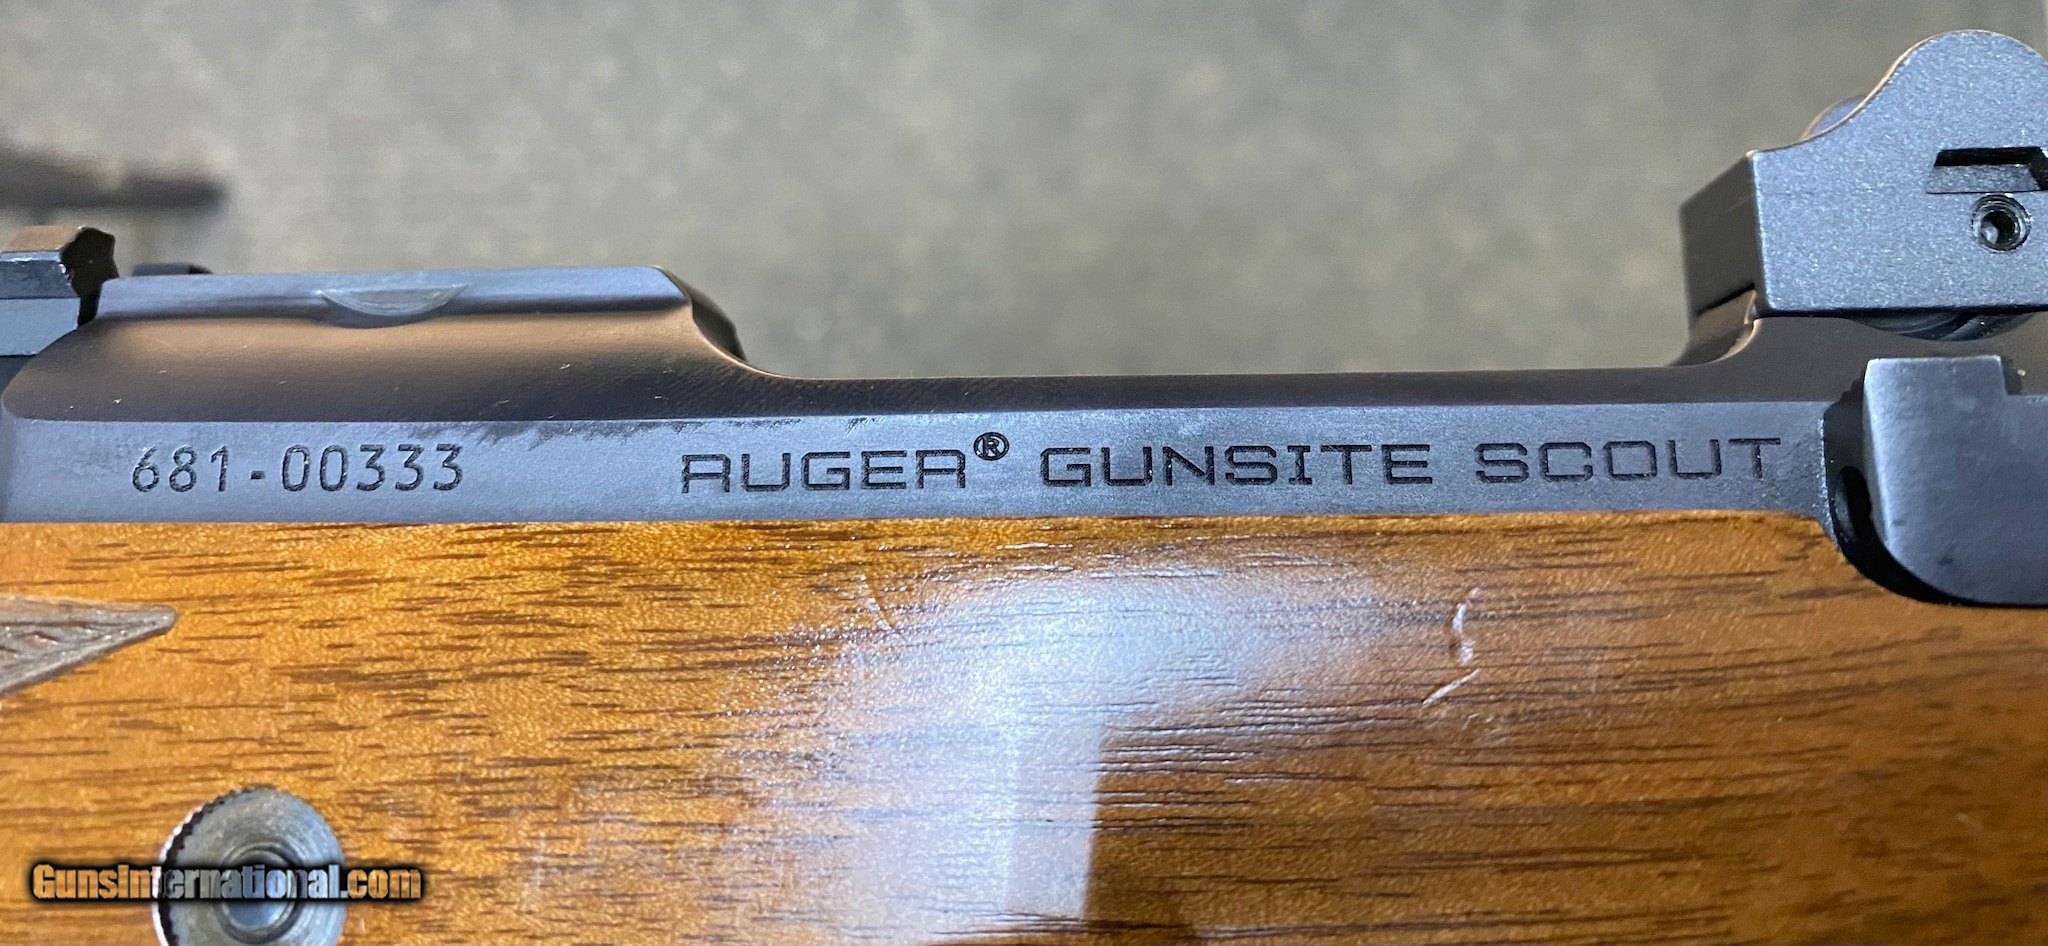 681-00333 RUGER® GUNSITE SCOUT
GunsInternational.com